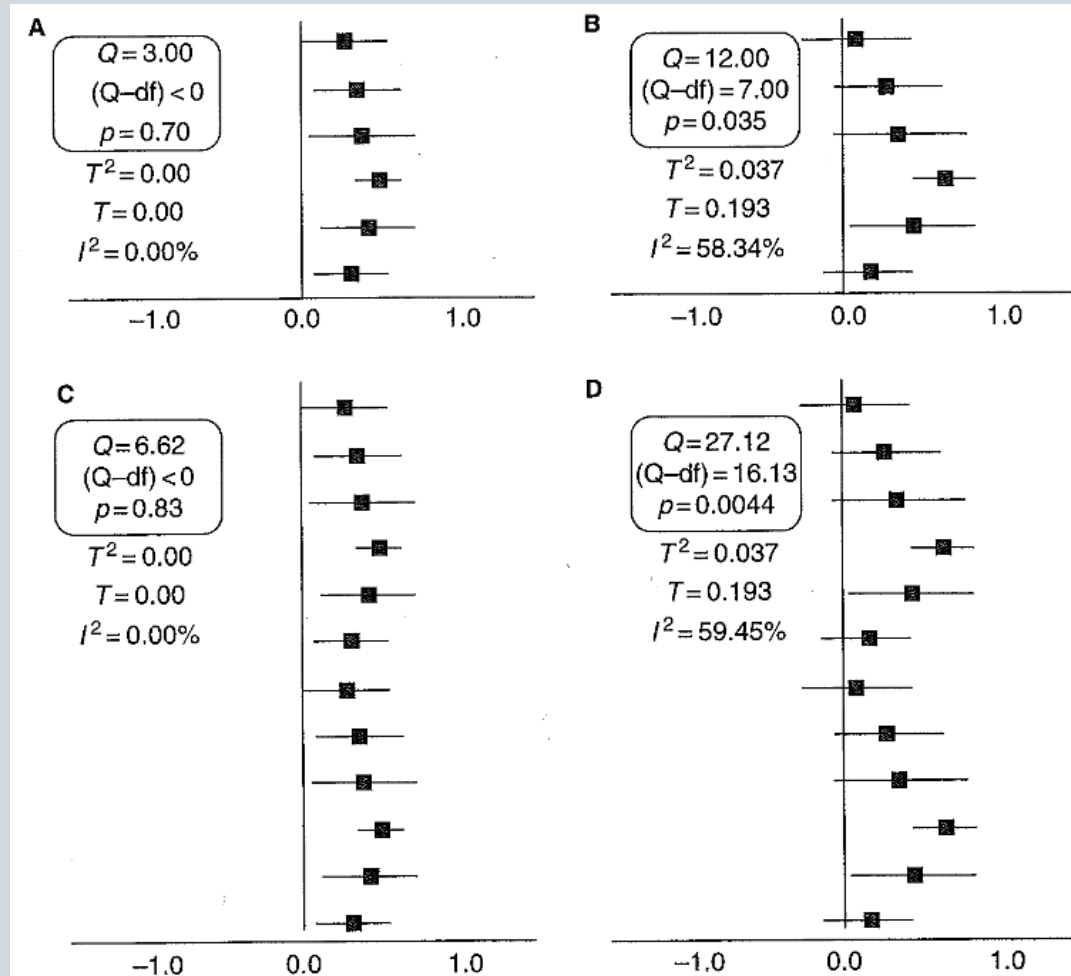 A
Q=3.00
(Q–df)<0
p=0.70
T²=0.00
T=0.00
I²=0.00%
–1.0 0.0 1.0
B
Q=12.00
(Q-df)=7.00
p=0.035
T²=0.037
T=0.193
I²=58.34%
–1.0 0.0 1.0
C
Q=6.62
(Q–df)<0
p=0.83
T²=0.00
T=0.00
I²=0.00%
–1.0 0.0 1.0
D
Q=27.12
(Q–df)=16.13
p=0.0044
T²=0.037
T=0.193
I²=59.45%
–1.0 0.0 1.0